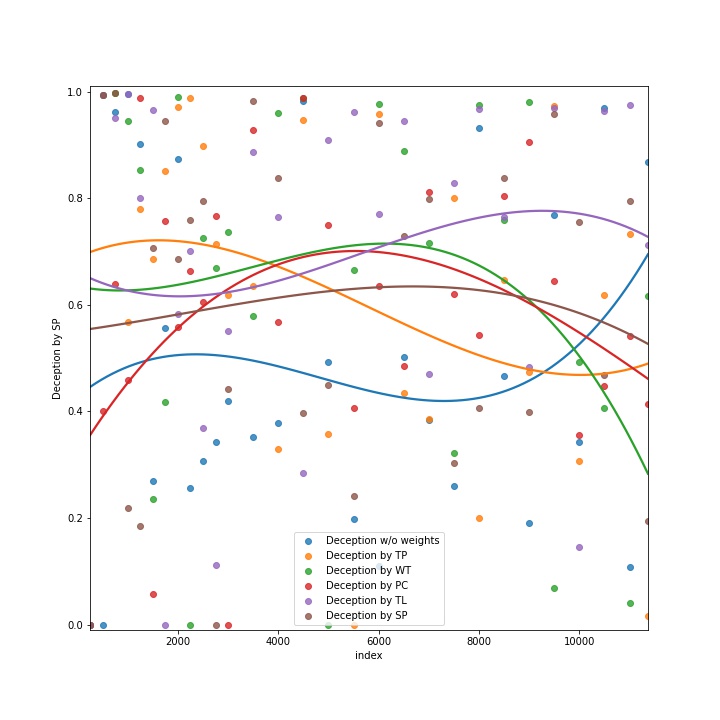 1.0
0.8
0.6
0.4
0.2
0.0
Deception by SP
Deception w/o weights
Deception by TP
Deception by WT
Deception by PC
Deception by TL
Deception by SP
2000 4000 6000 8000 10000
index